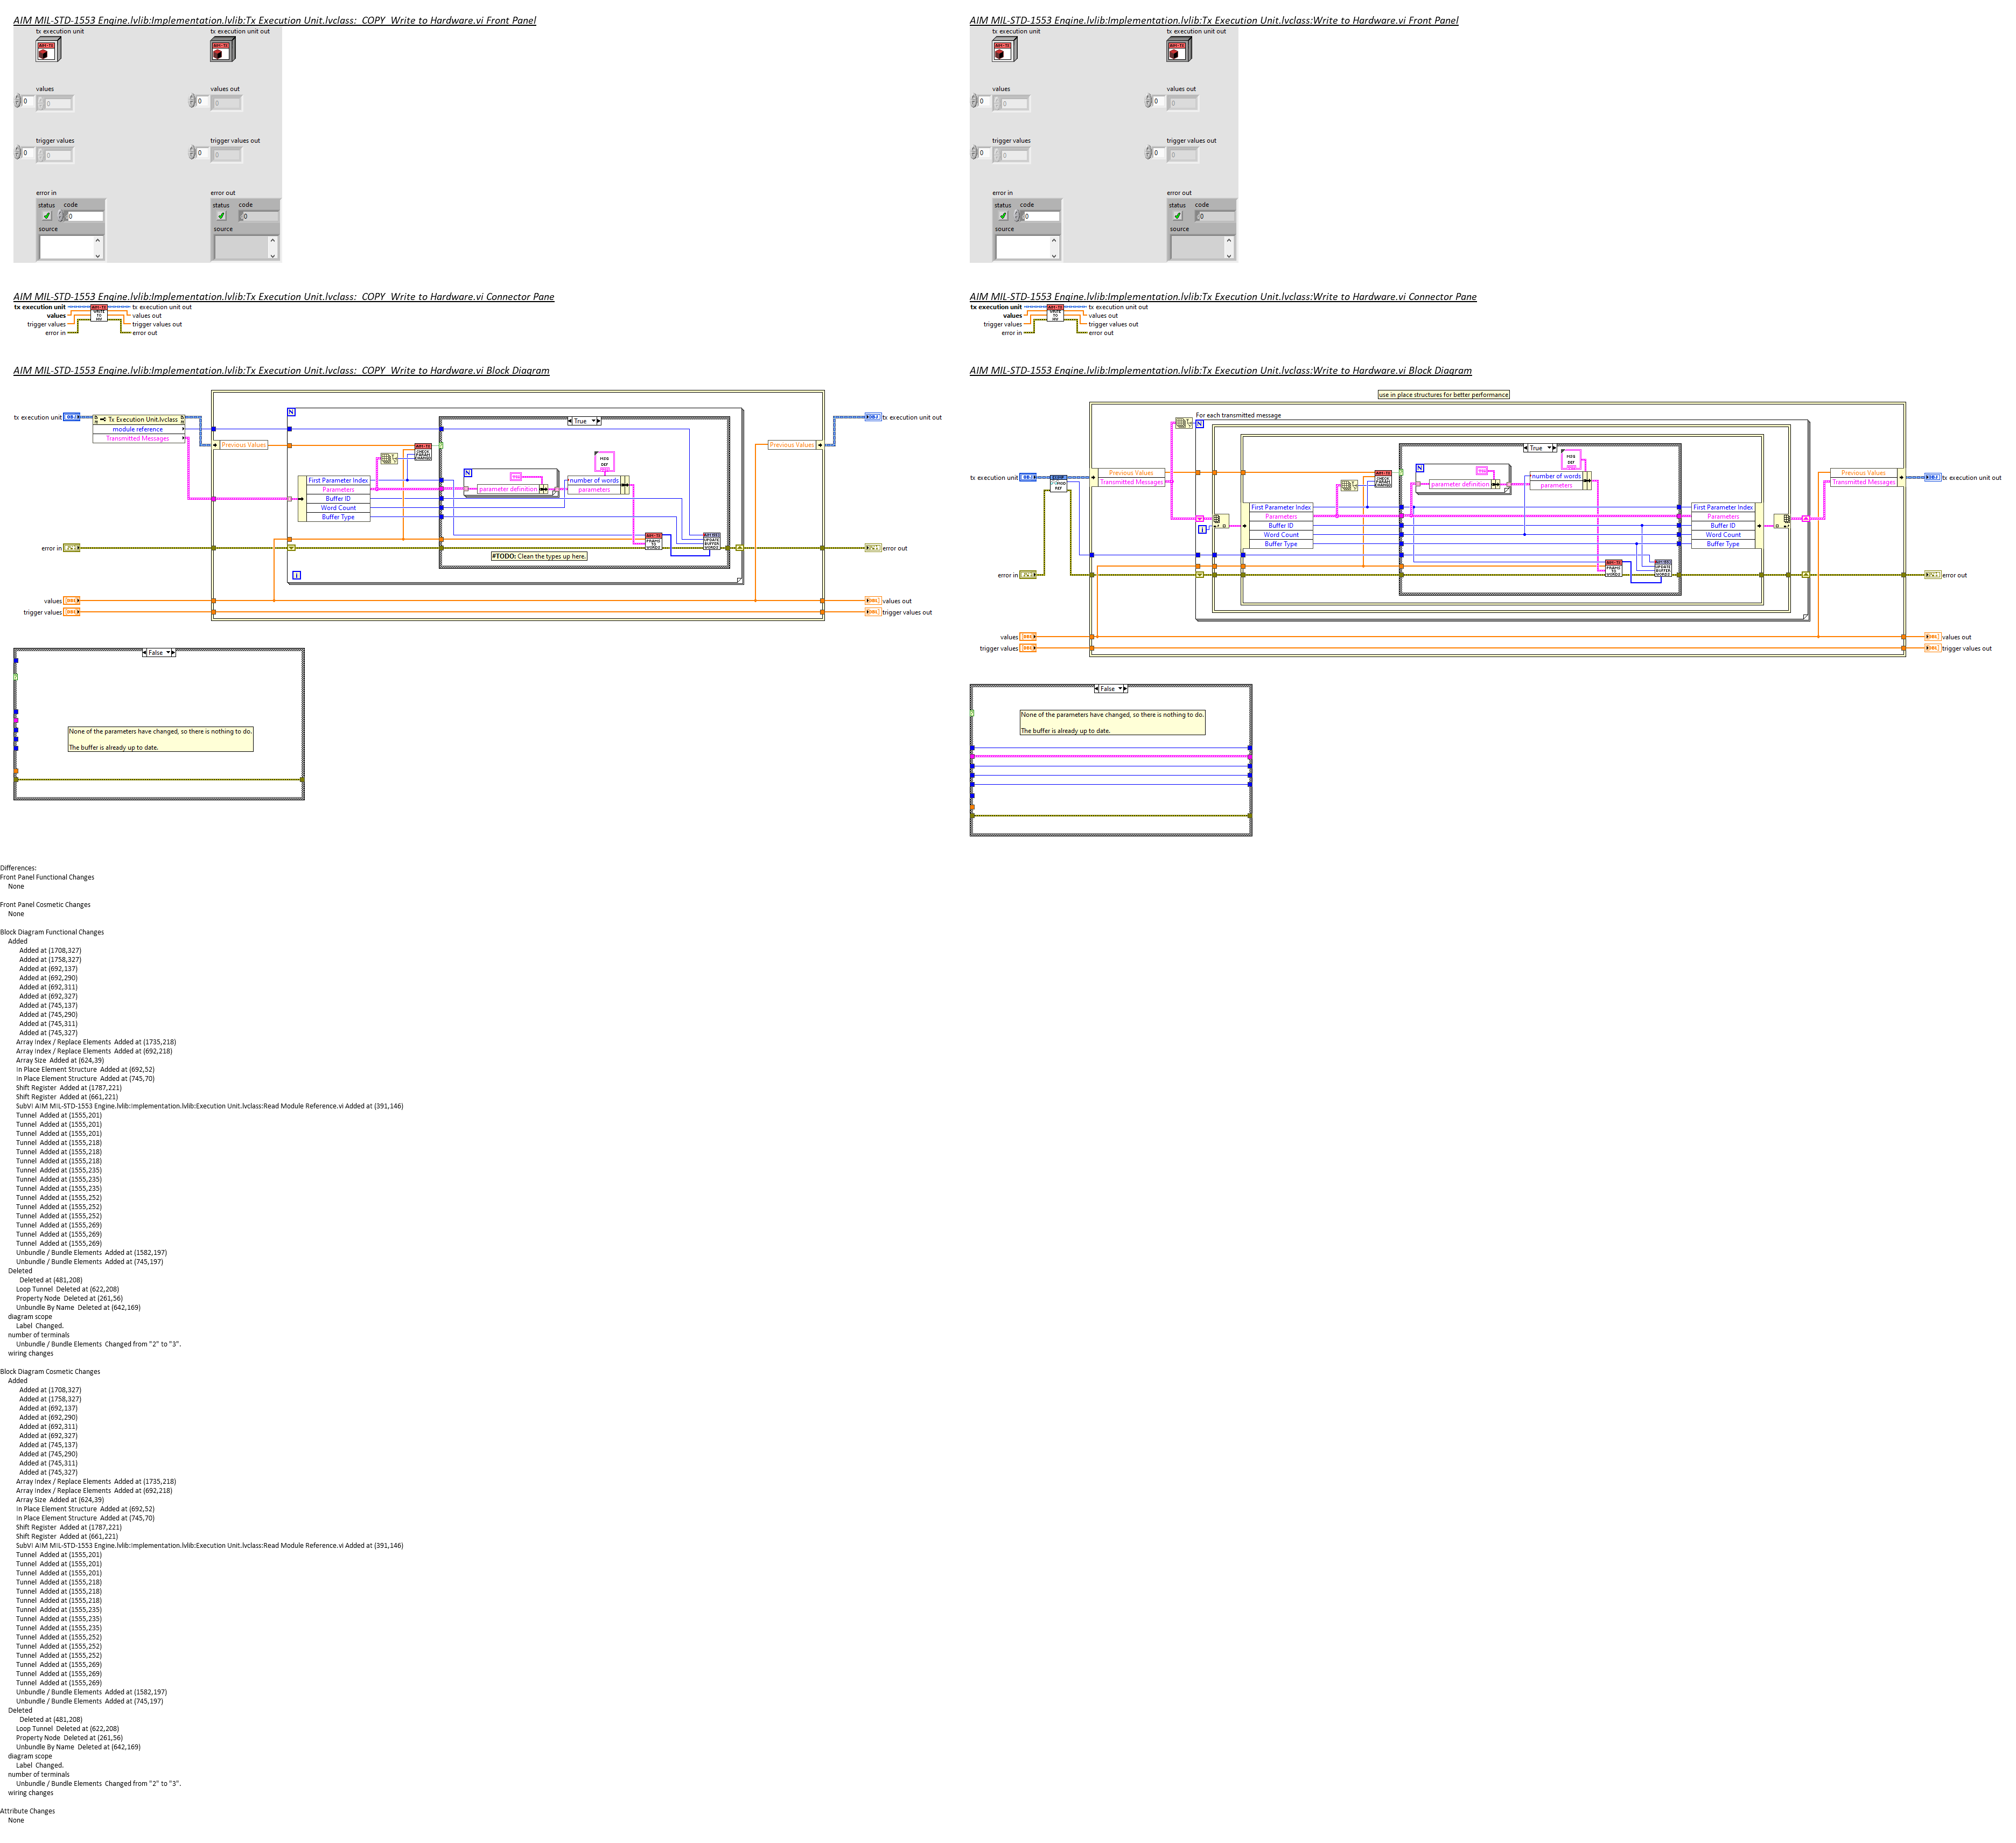 AIM MIL-STD-1553 Engine.lvlib:Implementation.lvlib:Tx Execution Unit.lvclass:_COPY_Write to Hardware.vi Front Panel
tx execution unit
tx execution unit out
values
values out
0
0
0
0
trigger values
trigger values out
0
0
0
0
error in
error out
status code
status code
0
0
source
source
AIM MIL-STD-1553 Engine.lvlib:Implementation.lvlib:Tx Execution Unit.lvclass:_COPY_Write to Hardware.vi Connector Pane
tx execution unit
tx execution unit out
values
values out
trigger values
trigger values out
error in
error out
AIM MIL-STD-1553 Engine.lvlib:Implementation.lvlib:Tx Execution Unit.lvclass:_COPY_Write to Hardware.vi Block Diagram
tx execution unit
Tx Execution Unit.lvclass
module reference
Transmitted Messages
Previous Values
N
True
First Parameter Index
Parameters
Buffer ID
Word Count
Buffer Type
N
parameter definition
MSG
DEF
number of words
parameters
#TODO: Clean the types up here.
i
Previous Values
tx execution unit out
error in
error out
values
values out
trigger values
trigger values out
False
None of the parameters have changed, so there is nothing to do.
The buffer is already up to date.
AIM MIL-STD-1553 Engine.lvlib:Implementation.lvlib:Tx Execution Unit.lvclass:Write to Hardware.vi Front Panel
tx execution unit
tx execution unit out
values
values out
0
0
0
0
trigger values
trigger values out
0
0
0
0
error in
error out
status code
status code
0
0
source
source
AIM MIL-STD-1553 Engine.lvlib:Implementation.lvlib:Tx Execution Unit.lvclass:Write to Hardware.vi Connector Pane
tx execution unit
tx execution unit out
values
values out
trigger values
trigger values out
error in
error out
AIM MIL-STD-1553 Engine.lvlib:Implementation.lvlib:Tx Execution Unit.lvclass:Write to Hardware.vi Block Diagram
use in place structures for better performance
For each transmitted message
N
True
tx execution unit
Previous Values
Transmitted Messages
N
parameter definition
MSG
DEF
number of words
parameters
First Parameter Index
Parameters
Buffer ID
Word Count
Buffer Type
First Parameter Index
Parameters
Buffer ID
Word Count
Buffer Type
i
Previous Values
Transmitted Messages
tx execution unit out
error in
error out
values
values out
trigger values
trigger values out
False
None of the parameters have changed, so there is nothing to do.
The buffer is already up to date.
Differences:
Front Panel Functional Changes
None
Front Panel Cosmetic Changes
None
Block Diagram Functional Changes
Added
Added at (1708,327)
Added at (1758,327)
Added at (692,137)
Added at (692,290)
Added at (692,311)
Added at (692,327)
Added at (745,137)
Added at (745,290)
Added at (745,311)
Added at (745,327)
Array Index / Replace Elements Added at (1735,218)
Array Index / Replace Elements Added at (692,218)
Array Size Added at (624,39)
In Place Element Structure Added at (692,52)
In Place Element Structure Added at (745,70)
Shift Register Added at (1787,221)
Shift Register Added at (661,221)
SubVI AIM MIL-STD-1553 Engine.lvlib:Implementation.lvlib:Execution Unit.lvclass:Read Module Reference.vi Added at (391,146)
Tunnel Added at (1555,201)
Tunnel Added at (1555,201)
Tunnel Added at (1555,201)
Tunnel Added at (1555,218)
Tunnel Added at (1555,218)
Tunnel Added at (1555,218)
Tunnel Added at (1555,235)
Tunnel Added at (1555,235)
Tunnel Added at (1555,235)
Tunnel Added at (1555,252)
Tunnel Added at (1555,252)
Tunnel Added at (1555,252)
Tunnel Added at (1555,269)
Tunnel Added at (1555,269)
Tunnel Added at (1555,269)
Unbundle / Bundle Elements Added at (1582,197)
Unbundle / Bundle Elements Added at (745,197)
Deleted
Deleted at (481,208)
Loop Tunnel Deleted at (622,208)
Property Node Deleted at (261,56)
Unbundle By Name Deleted at (642,169)
diagram scope
Label Changed.
number of terminals
Unbundle / Bundle Elements Changed from "2" to "3".
wiring changes
Block Diagram Cosmetic Changes
Added
Added at (1708,327)
Added at (1758,327)
Added at (692,137)
Added at (692,290)
Added at (692,311)
Added at (692,327)
Added at (745,137)
Added at (745,290)
Added at (745,311)
Added at (745,327)
Array Index / Replace Elements Added at (1735,218)
Array Index / Replace Elements Added at (692,218)
Array Size Added at (624,39)
In Place Element Structure Added at (692,52)
In Place Element Structure Added at (745,70)
Shift Register Added at (1787,221)
Shift Register Added at (661,221)
SubVI AIM MIL-STD-1553 Engine.lvlib:Implementation.lvlib:Execution Unit.lvclass:Read Module Reference.vi Added at (391,146)
Tunnel Added at (1555,201)
Tunnel Added at (1555,201)
Tunnel Added at (1555,201)
Tunnel Added at (1555,218)
Tunnel Added at (1555,218)
Tunnel Added at (1555,218)
Tunnel Added at (1555,235)
Tunnel Added at (1555,235)
Tunnel Added at (1555,235)
Tunnel Added at (1555,252)
Tunnel Added at (1555,252)
Tunnel Added at (1555,252)
Tunnel Added at (1555,269)
Tunnel Added at (1555,269)
Tunnel Added at (1555,269)
Unbundle / Bundle Elements Added at (1582,197)
Unbundle / Bundle Elements Added at (745,197)
Deleted
Deleted at (481,208)
Loop Tunnel Deleted at (622,208)
Property Node Deleted at (261,56)
Unbundle By Name Deleted at (642,169)
diagram scope
Label Changed.
number of terminals
Unbundle / Bundle Elements Changed from "2" to "3".
wiring changes
Attribute Changes
None